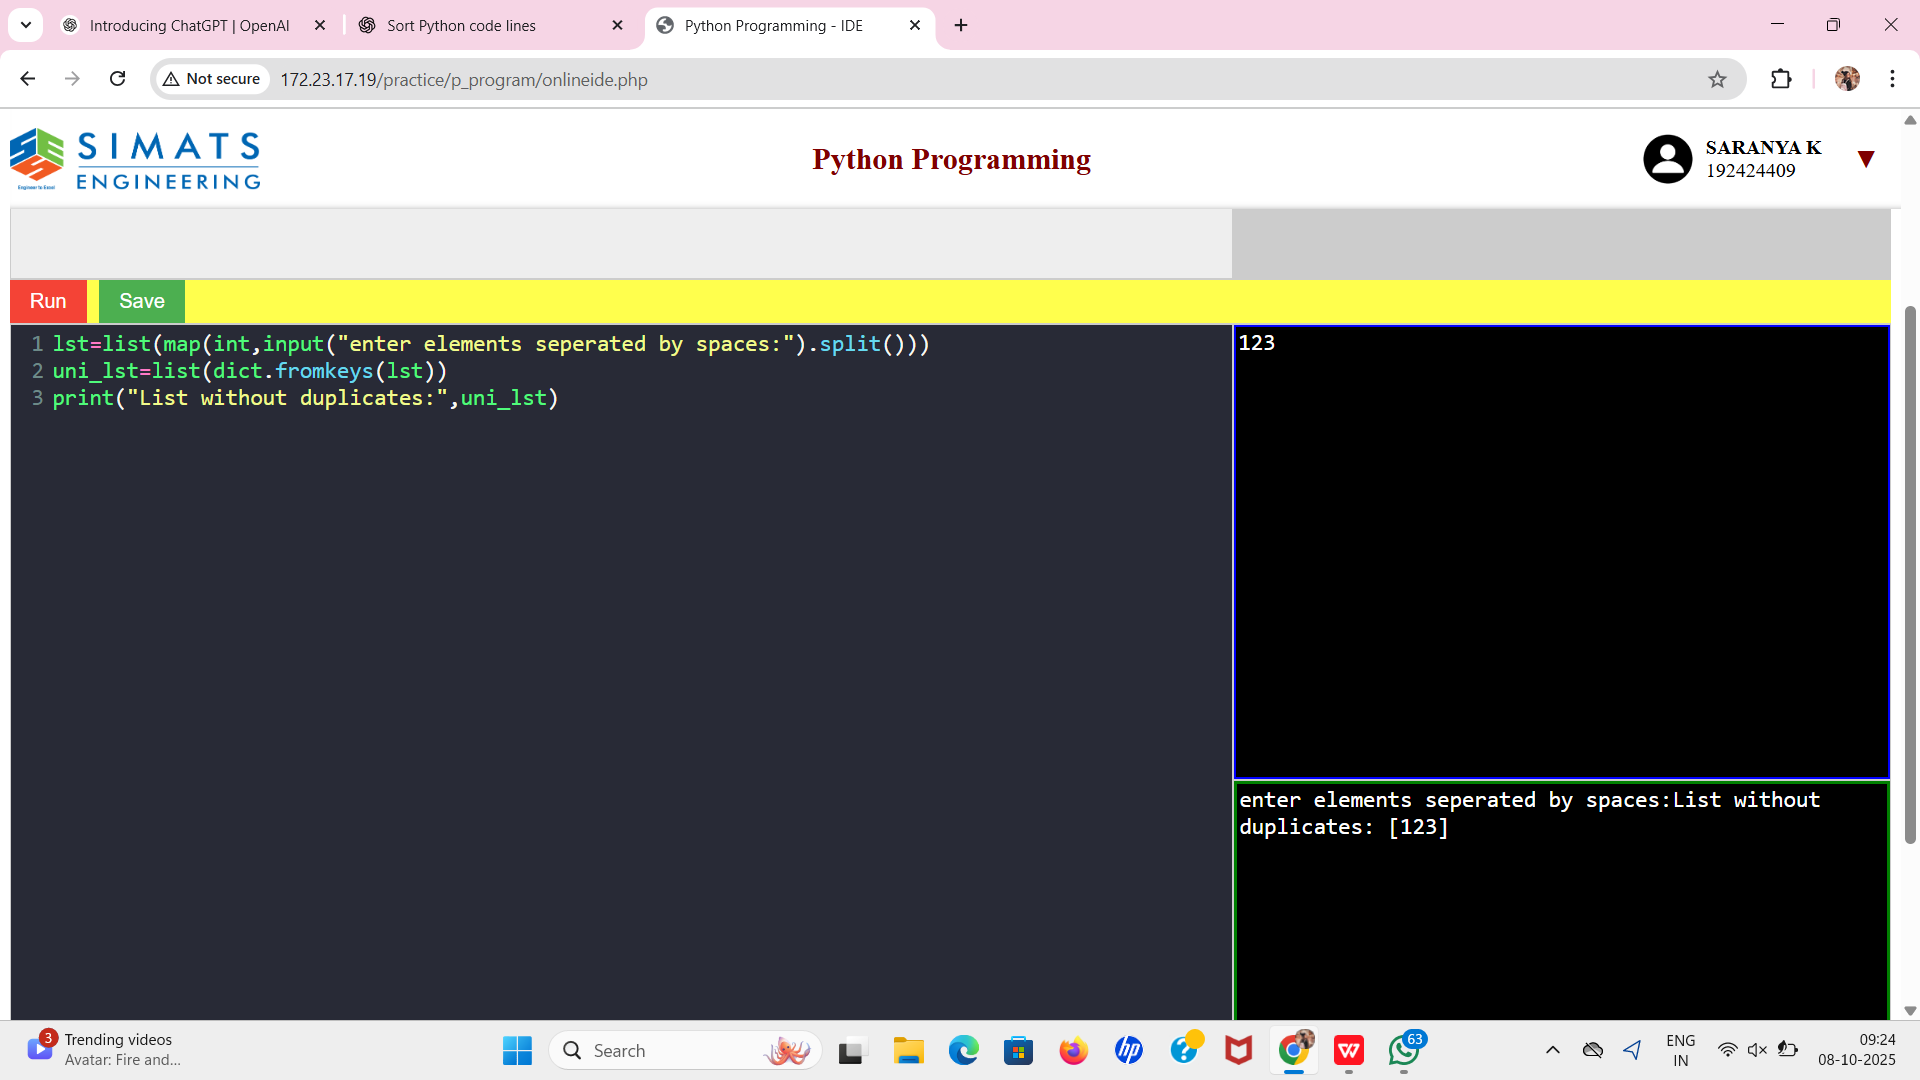 Introducing ChatGPT | OpenAI
Sort Python code lines
Python Programming - IDE
Not secure
172.23.17.19/practice/p_program/onlineide.php
SIMATS
ENGINEERING
Engineer to Excel
Python Programming
SARANYA K
192424409
Run
Save
1 lst=list(map(int,input("enter elements seperated by spaces:").split()))
2 uni_lst=list(dict.fromkeys(lst))
3 print("List without duplicates:",uni_lst)
123
enter elements seperated by spaces:List without
duplicates: [123]
3
Trending videos
Avatar: Fire and...
Search
hp
?
W
63
ENG
IN
09:24
08-10-2025